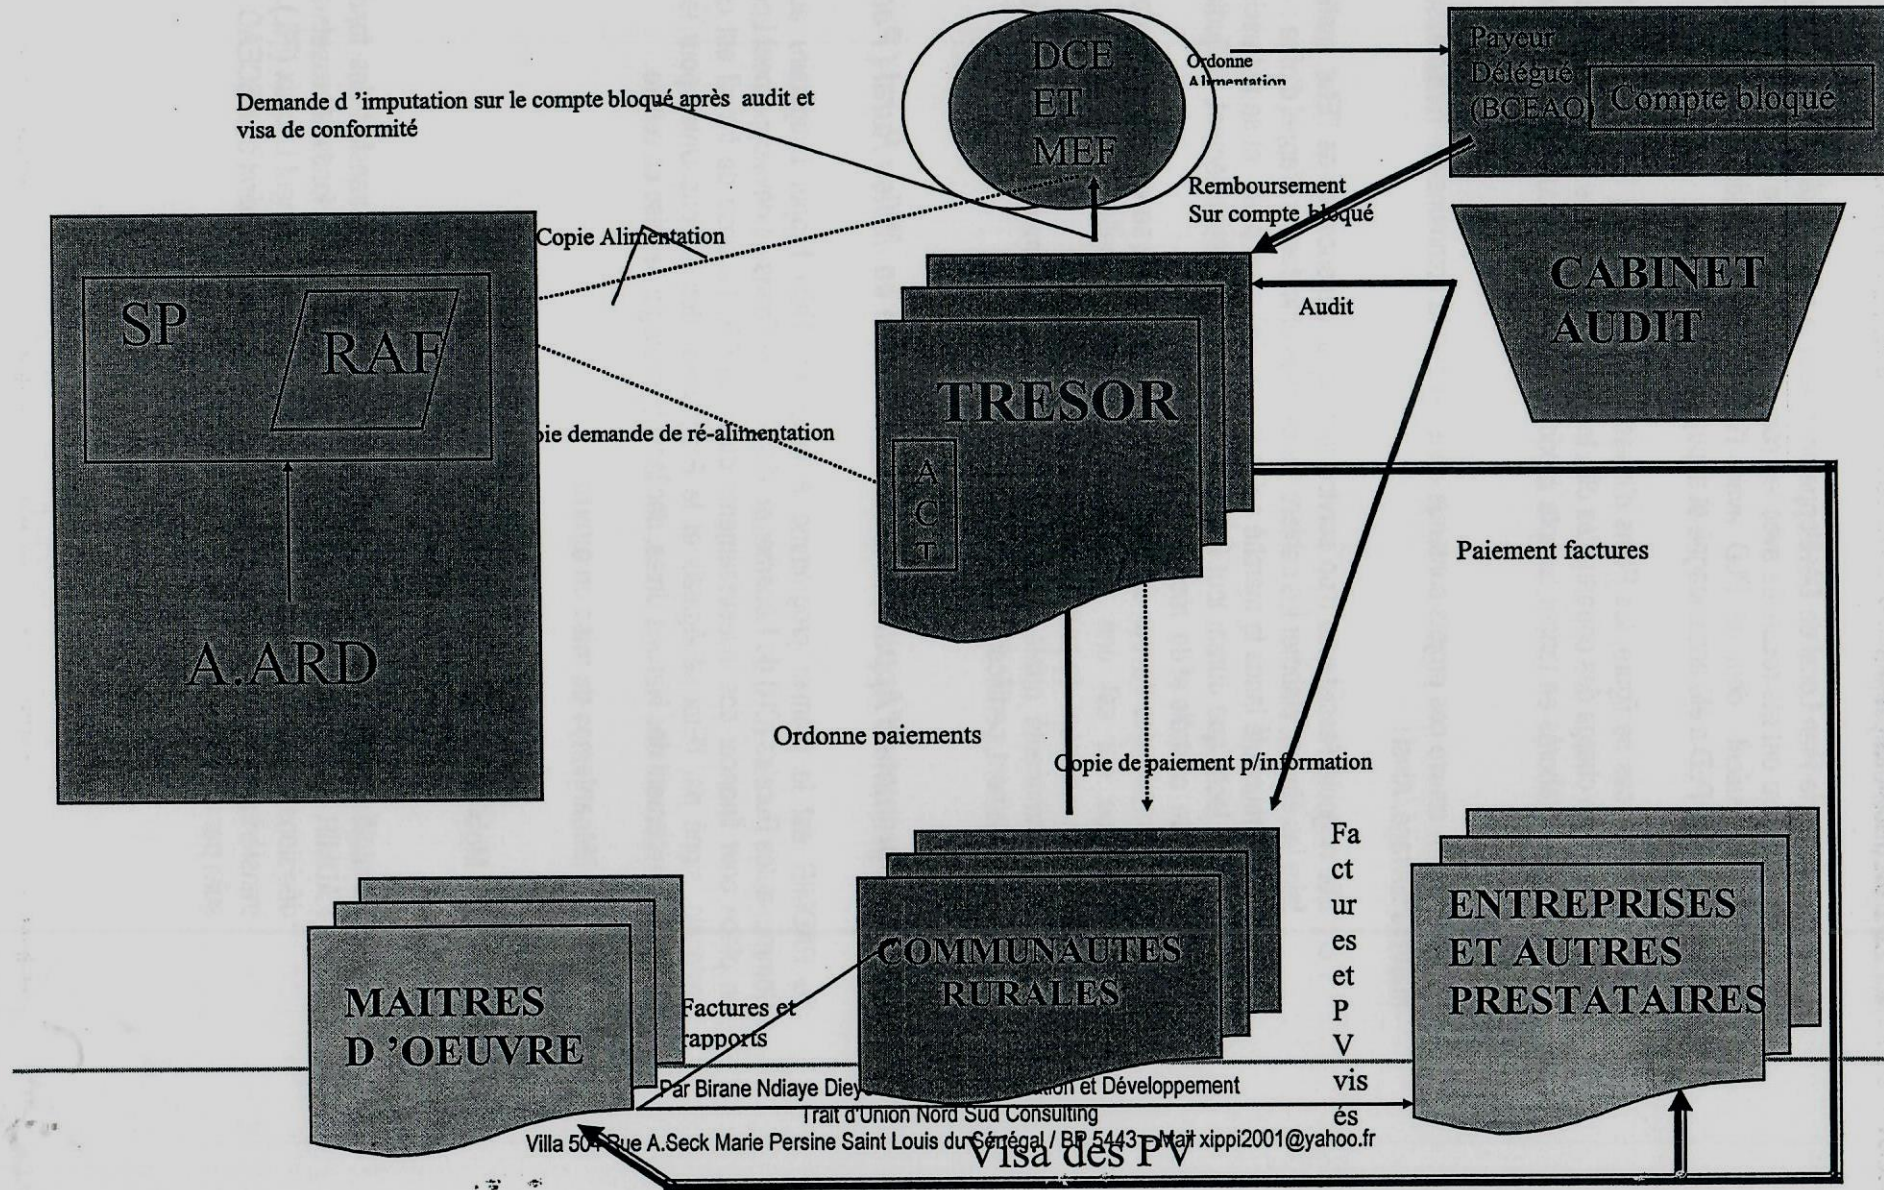 DCE
ET
MEF
Ordonne
Alimentation
Payeur
Délégué
(BCEAO)
Compte bloqué
Demande d ’imputation sur le compte bloqué après audit et
visa de conformité
Remboursement
Sur compte bloqué
Copie Alimentation
CABINET
AUDIT
SP
RAF
Audit
TRESOR
demande de ré-alimentation
A
C
T
Paiement factures
A.ARD
Ordonne paiements
Copie de paiement p/information
Fa
ct
ur
es
et
P
V
vis
és
MAITRES
D ’OEUVRE
Factures et
rapports
COMMUNAUTES
RURALES
ENTREPRISES
ET AUTRES
PRESTATAIRES
Par Birane Ndiaye et Développement
Trait d'Union Nord Sud Consulting
Villa 504 Rue A.Seck Marie Persine Saint Louis du Sénégal / BP 5443 - Mail xippi2001@yahoo.fr
Visa des PV